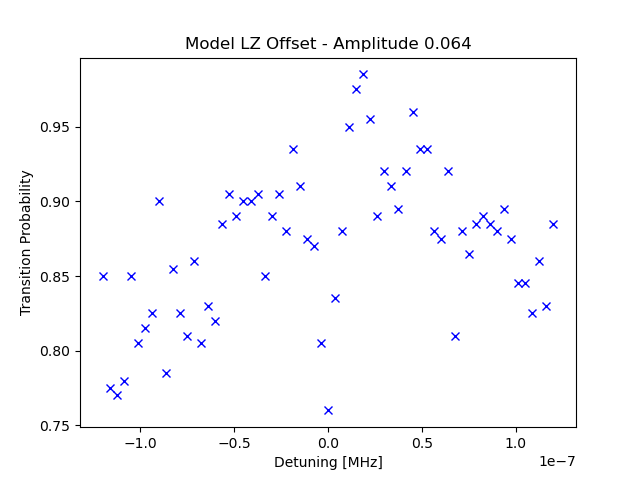 Model LZ Offset - Amplitude 0.064
Transition Probability
0.95
0.90
0.85
0.80
0.75
−1.0 −0.5 0.0 0.5 1.0
1e−7
Detuning [MHz]